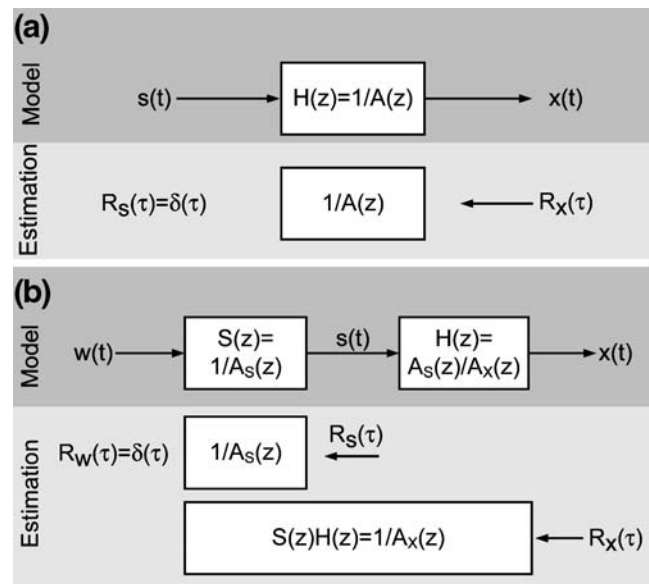 (a)
Model
s(t)
H(z)=1/A(z)
x(t)
Estimation
R_S(τ)=δ(τ)
1/A(z)
R_X(τ)
(b)
Model
w(t)
S(z)=
1/A_S(z)
s(t)
H(z)=
A_S(z)/A_X(z)
x(t)
Estimation
R_W(τ)=δ(τ)
1/A_S(z)
R_S(τ)
S(z)H(z)=1/A_X(z)
R_X(τ)